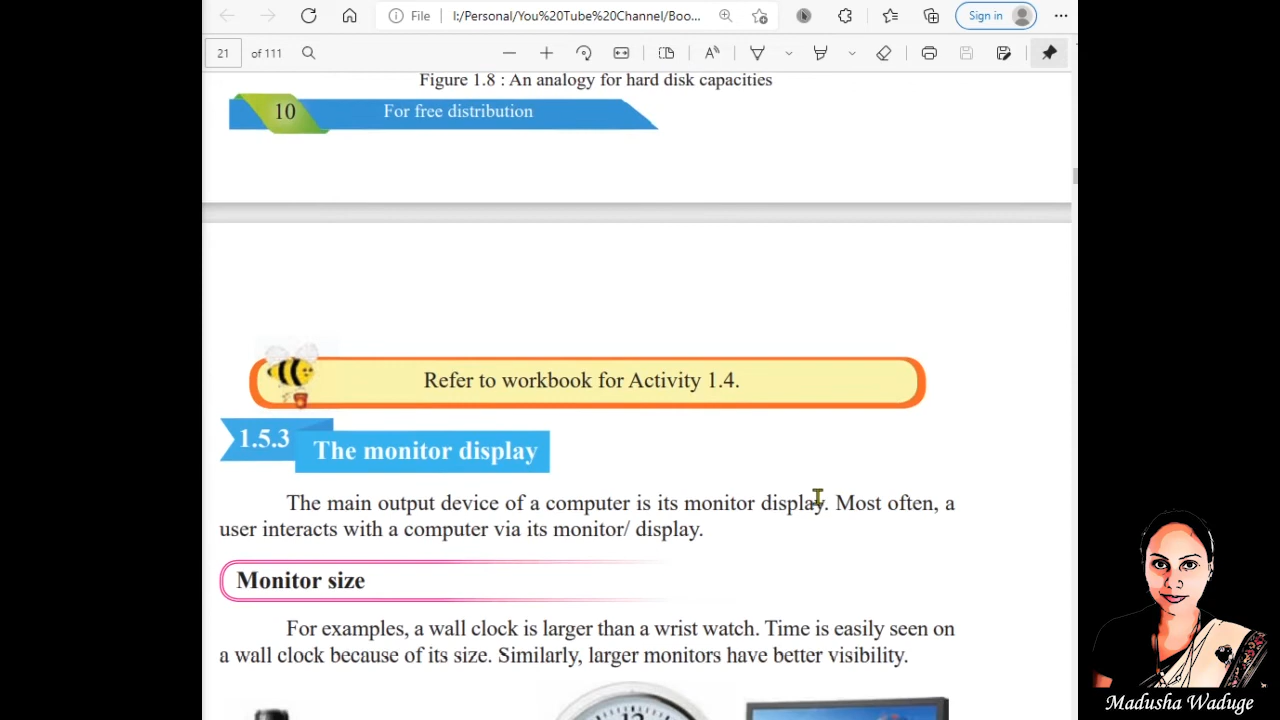 File
I:/Personal/You%20Tube%20Channel/Boo...
Sign in
21 of 111
Figure 1.8 : An analogy for hard disk capacities
10 For free distribution
Refer to workbook for Activity 1.4.
1.5.3 The monitor display
The main output device of a computer is its monitor display. Most often, a
user interacts with a computer via its monitor/ display.
Monitor size
For examples, a wall clock is larger than a wrist watch. Time is easily seen on
a wall clock because of its size. Similarly, larger monitors have better visibility.
12
Madusha Waduge